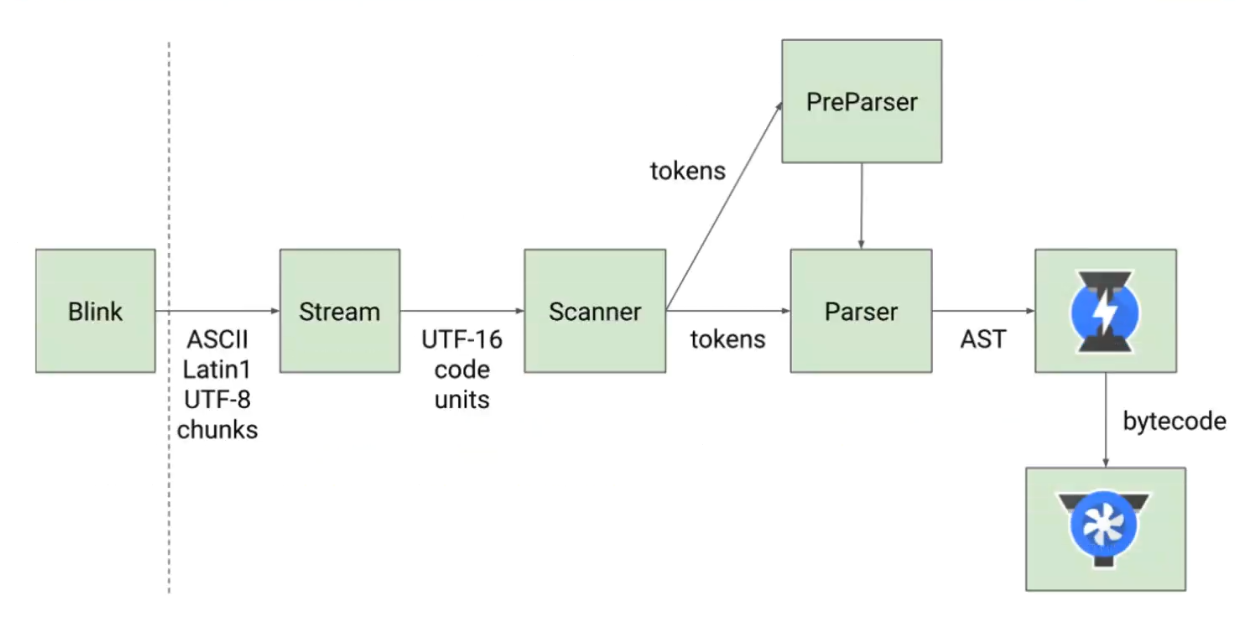 PreParser
tokens
Blink
Stream
Scanner
Parser
ASCII
Latin1
UTF-8
chunks
UTF-16
code
units
tokens
AST
bytecode